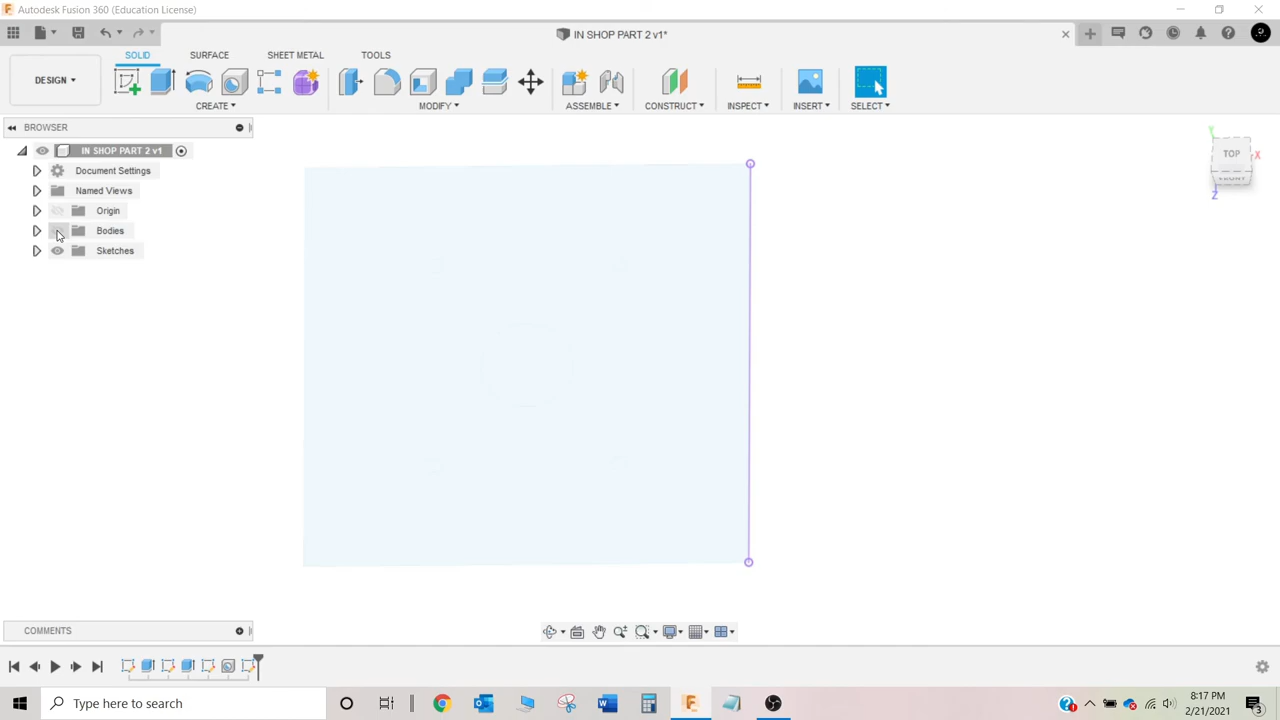 Autodesk Fusion 360 (Education License)
IN SHOP PART 2 v1*
DESIGN
SOLID SURFACE SHEET METAL TOOLS
CREATE MODIFY ASSEMBLE CONSTRUCT INSPECT INSERT SELECT
BROWSER
IN SHOP PART 2 v1
Document Settings
Named Views
Origin
Bodies
Sketches
Y
TOP
X
FRONT
Z
COMMENTS
Type here to search
8:17 PM
2/21/2021
3